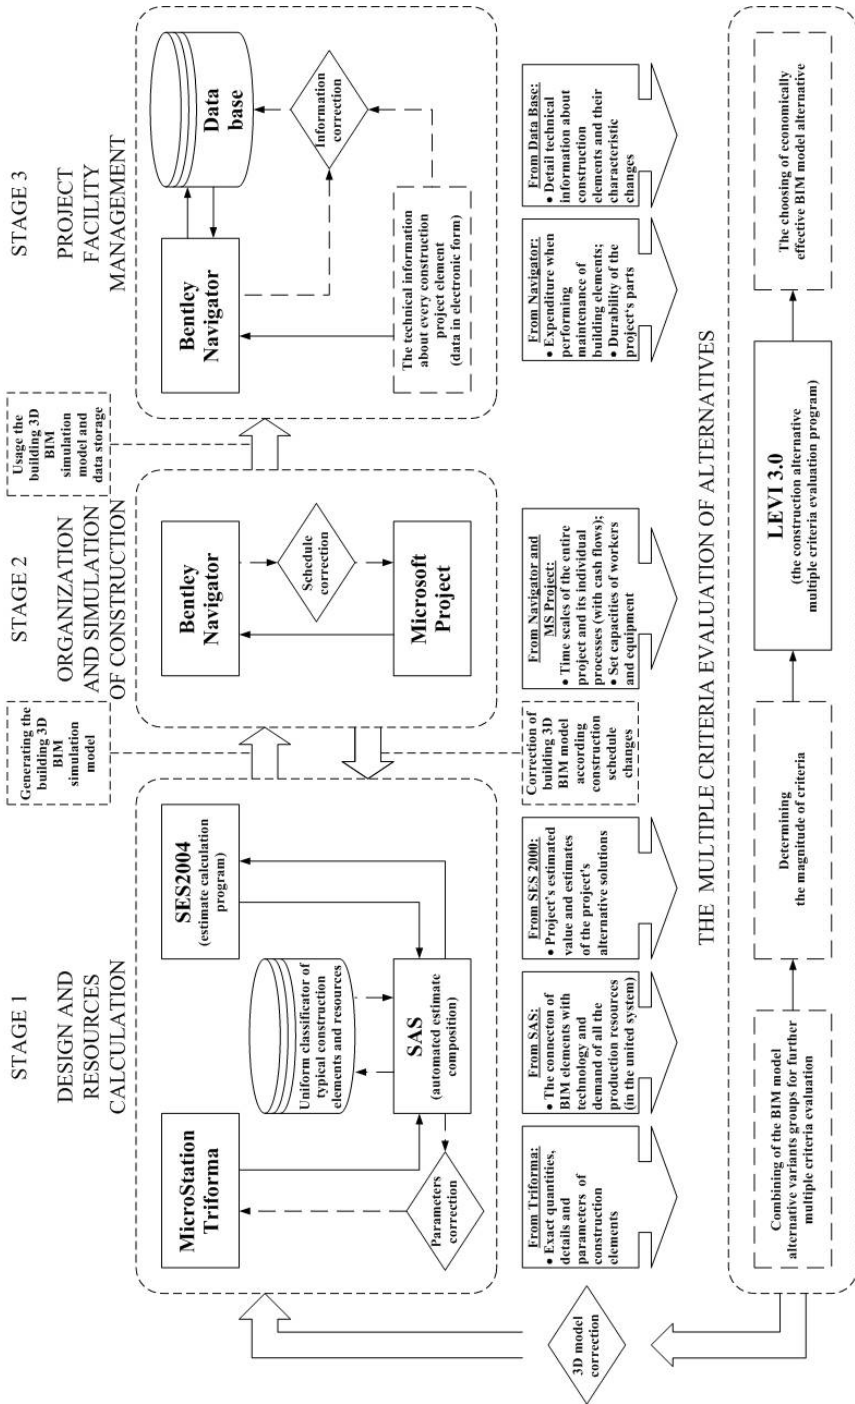 STAGE 1
DESIGN AND
RESOURCES
CALCULATION
MicroStation
Triforma
Parameters
correction
Uniform classificator of
typical construction
elements and resources
SAS
(automated estimate
composition)
SES2004
(estimate calculation
program)
Generating the
building 3D
BIM
simulation
model
STAGE 2
ORGANIZATION
AND SIMULATION
OF CONSTRUCTION
Bentley
Navigator
Schedule
correction
Microsoft
Project
Usage the
building 3D
BIM
simulation
model and
data storage
STAGE 3
PROJECT
FACILITY
MANAGEMENT
Bentley
Navigator
Data
base
Information
correction
The technical information
about every construction
project element
(data in electronic form)
From Triforma:
• Exact quantities,
details and
parameters of
construction
elements
From SAS:
• The connecton of
BIM elements with
technology and
demand of all the
production resources
(in the united system)
From SES 2000:
• Project's estimated
value and estimates
of the project's
alternative solutions
Correction of
building 3D
BIM model
according
construction
schedule
changes
From Navigator and
MS Project:
• Time scales of the entire
project and its individual
processes (with cash flows);
• Set capacities of workers
and equipment
From Navigator:
• Expenditure when
performing
maintenance of
building elements;
• Durability of the
project's parts
From Data Base:
• Detail technical
information about
construction
elements and their
characteristic
changes
3D model
correction
THE MULTIPLE CRITERIA EVALUATION OF ALTERNATIVES
Combining of the BIM model
alternative variants groups for further
multiple criteria evaluation
Determining
the magnitude of criteria
LEVI 3.0
(the construction alternative
multiple criteria evaluation program)
The choosing of economically
effective BIM model alternative